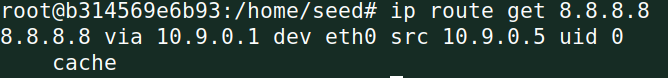 root@b314569e6b93:/home/seed# ip route get 8.8.8.8
8.8.8.8 via 10.9.0.1 dev eth0 src 10.9.0.5 uid 0
    cache